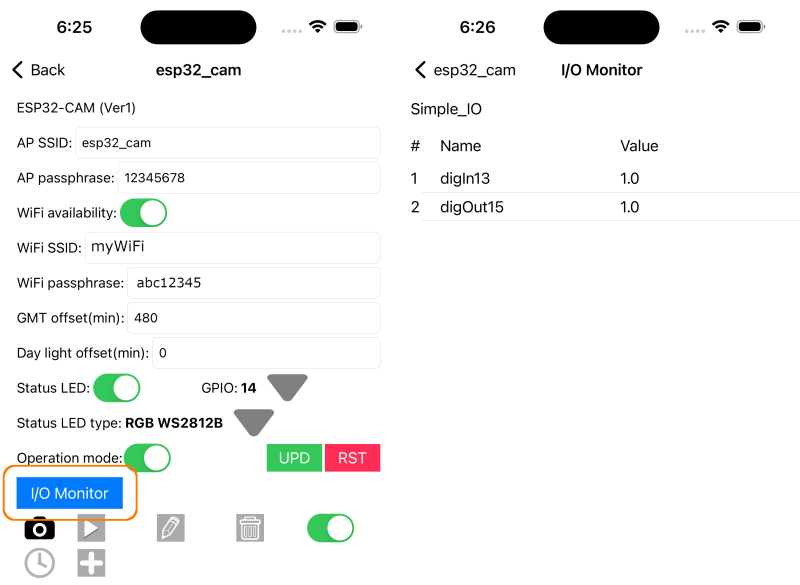 6:25
Back
esp32_cam
ESP32-CAM (Ver1)
AP SSID: esp32_cam
AP passphrase: 12345678
WiFi availability:
WiFi SSID: myWiFi
WiFi passphrase: abc12345
GMT offset(min): 480
Day light offset(min): 0
Status LED: GPIO: 14
Status LED type: RGB WS2812B
Operation mode: UPD RST
I/O Monitor
6:26
esp32_cam I/O Monitor
Simple_IO
# Name Value
1 digIn13 1.0
2 digOut15 1.0